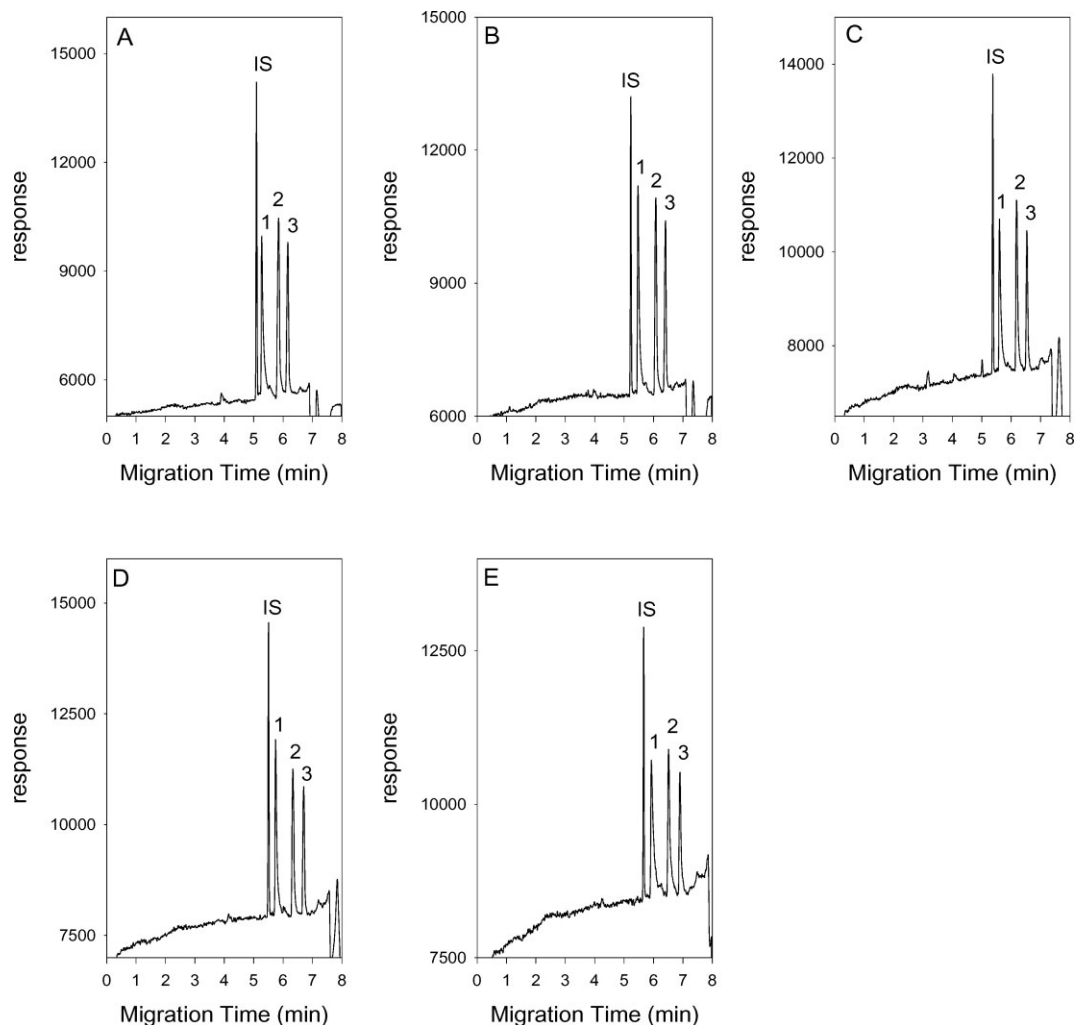 A
IS
1
2
3
15000
12000
9000
6000
response
0 1 2 3 4 5 6 7 8
Migration Time (min)
B
IS
1
2
3
15000
12000
9000
6000
response
0 1 2 3 4 5 6 7 8
Migration Time (min)
C
IS
1
2
3
14000
12000
10000
8000
response
0 1 2 3 4 5 6 7 8
Migration Time (min)
D
IS
1
2
3
15000
12500
10000
7500
response
0 1 2 3 4 5 6 7 8
Migration Time (min)
E
IS
1
2
3
12500
10000
7500
response
0 1 2 3 4 5 6 7 8
Migration Time (min)